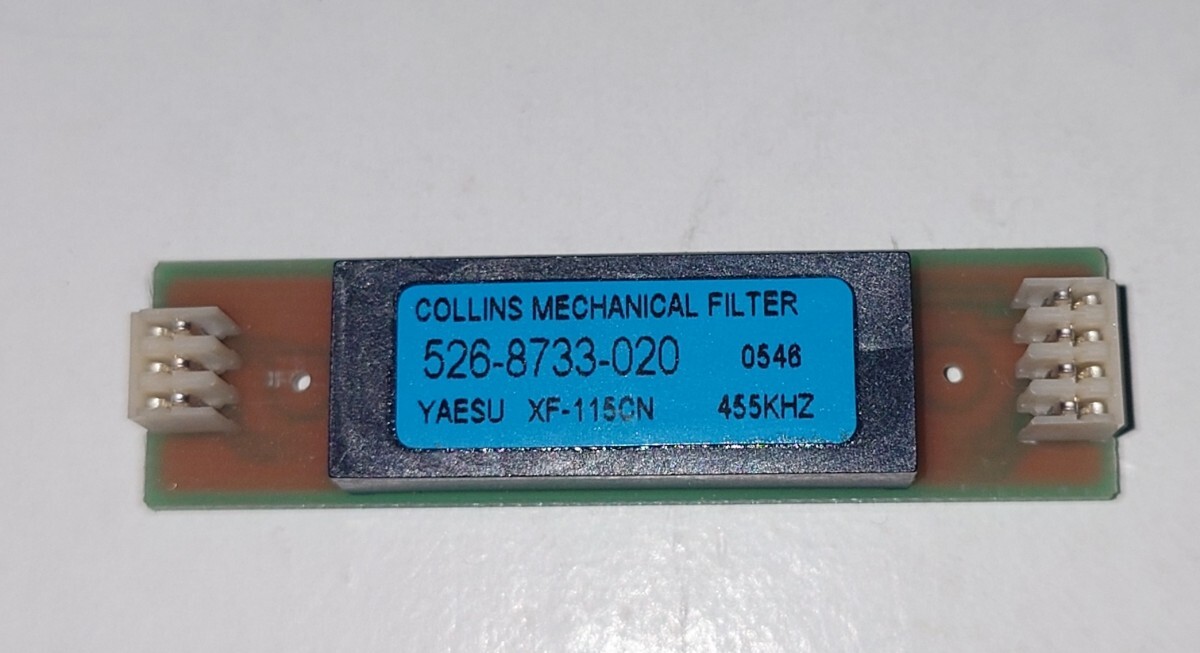 COLLINS MECHANICAL FILTER
526-8733-020 0546
YAESU XF-115CN 455KHZ